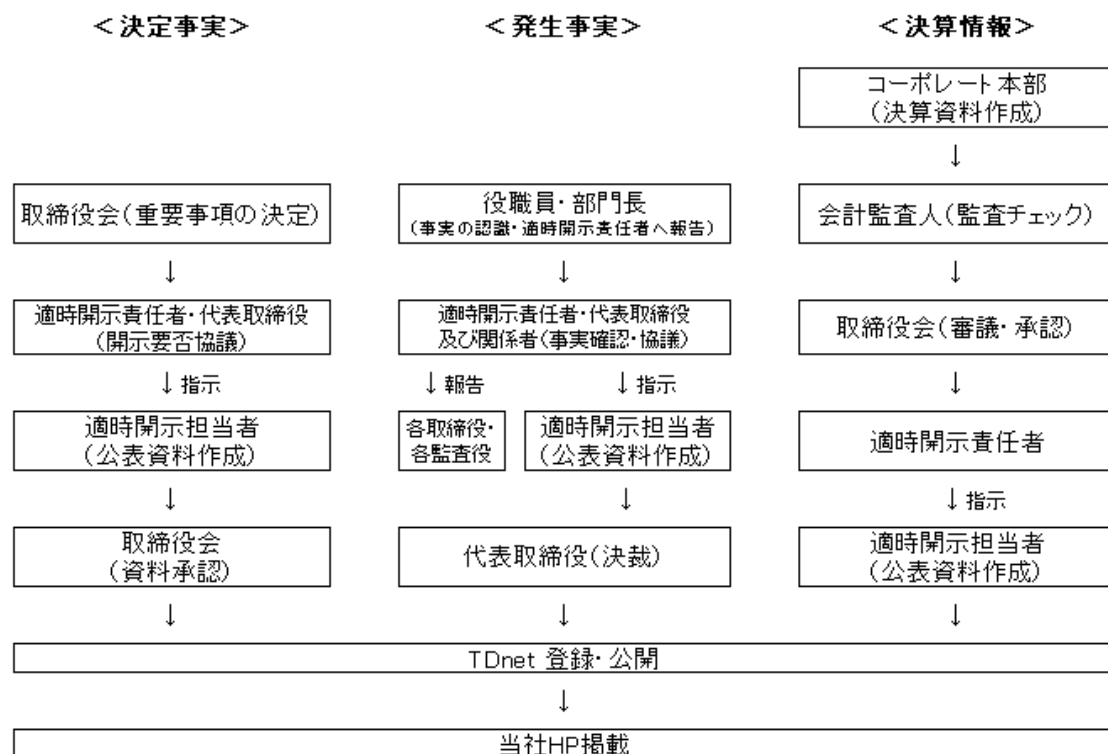 ＜決定事実＞
＜発生事実＞
＜決算情報＞
コーポレート本部
(決算資料作成)
↓
取締役会(重要事項の決定)
役職員・部門長
(事実の認識・適時開示責任者へ報告)
会計監査人(監査チェック)
↓
↓
↓
適時開示責任者・代表取締役
(開示要否協議)
適時開示責任者・代表取締役
及び関係者(事実確認・協議)
取締役会(審議・承認)
↓指示
↓報告
↓指示
↓
適時開示担当者
(公表資料作成)
各取締役・
各監査役
適時開示担当者
(公表資料作成)
適時開示責任者
↓
↓
↓指示
取締役会
(資料承認)
代表取締役(決裁)
適時開示担当者
(公表資料作成)
↓
↓
↓
TDnet 登録・公開
↓
当社HP掲載